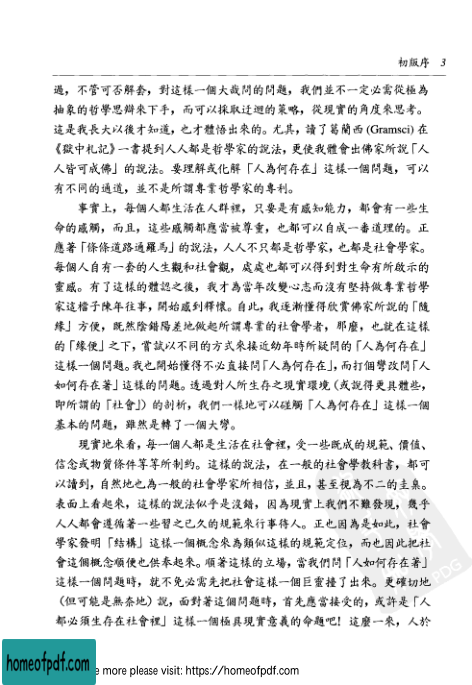 初版序 3
過，不管可否解套，對這樣一個大哉問的問題，我們並不一定必需從極為
抽象的哲學思辯來下手，而可以採取迂迴的策略，從現實的角度來思考。
這是我長大以後才知道，也才體悟出來的。尤其，讀了葛蘭西 (Gramsci) 在
《獄中札記》一書提到人人都是哲學家的說法，更使我體會出佛家所說「人
人皆可成佛」的說法。要理解或化解「人為何存在」這樣一個問題，可以
有不同的通道，並不是所謂專業哲學家的專利。
事實上，每個人都生活在人群裡，只要是有感知能力，都會有一些生
命的感觸，而且，這些感觸都應當被尊重，也都可以自成一番道理的。正
應著「條條道路通羅馬」的說法，人人不只都是哲學家，也都是社會學家。
每個人自有一套的人生觀和社會觀，處處也都可以得到對生命有所啟示的
靈感。有了這樣的體認之後，我才為當年改變心志而沒有堅持做專業哲學
家這檔子陳年往事，開始感到釋懷。自此，我逐漸懂得欣賞佛家所說的「隨
緣」方便，既然陰錯陽差地做起所謂專業的社會學者，那麼，也就在這樣
的「緣便」之下，嘗試以不同的方式來接近幼年時所疑問的「人為何存在」
這樣一個問題。我也開始懂得不必直接問「人為何存在」，而打個彎改問「人
如何存在著」這樣的問題。透過對人所生存之現實環境（或說得更具體些，
即所謂的「社會」）的剖析，我們一樣地可以碰觸「人為何存在」這樣一個
基本的問題，雖然是轉了一個大彎。
現實地來看，每一個人都是生活在社會裡，受一些既成的規範、價值、
信念或物質條件等等所制約。這樣的說法，在一般的社會學教科書，都可
以讀到，自然地也為一般的社會學家所相信，並且，甚至視為不二的圭臬。
表面上看起來，這樣的說法似乎是沒錯，因為現實上我們不難發現，幾乎
人人都會遵循著一些習之已久的規範來行事待人。正也因為是如此，社會
學家發明「結構」這樣一個概念來為類似這樣的規範定位，而也因此把社
會這個概念順便也供奉起來。順著這樣的立場，當我們問「人如何存在著」
這樣一個問題時，就不免必需先把社會這樣一個巨靈撞了出來。更確切地
（但可能是無奈地）說，面對著這個問題時，首先應當接受的，或許是「人
都必須生存在社會裡」這樣一個極具現實意義的命題吧！這麼一來，人於
homeofpdf.com
e more please visit: https://homeofpdf.com
PDG